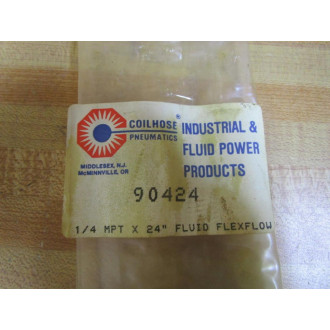 COILHOSE®
PNEUMATICS
MIDDLESEX, N.J.
McMINNVILLE, OR
INDUSTRIAL &
FLUID POWER
PRODUCTS
90424
1/4 MPT X 24" FLUID FLEXFLOW